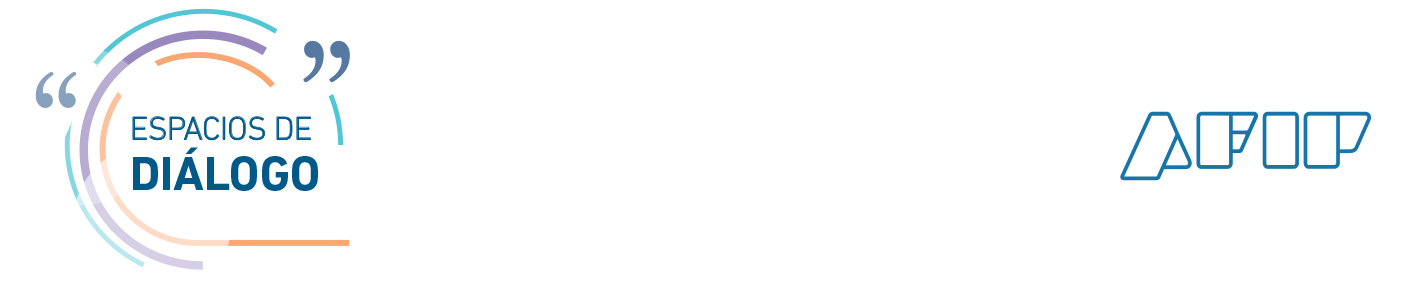 “ ”
ESPACIOS DE
DIÁLOGO
AFIP